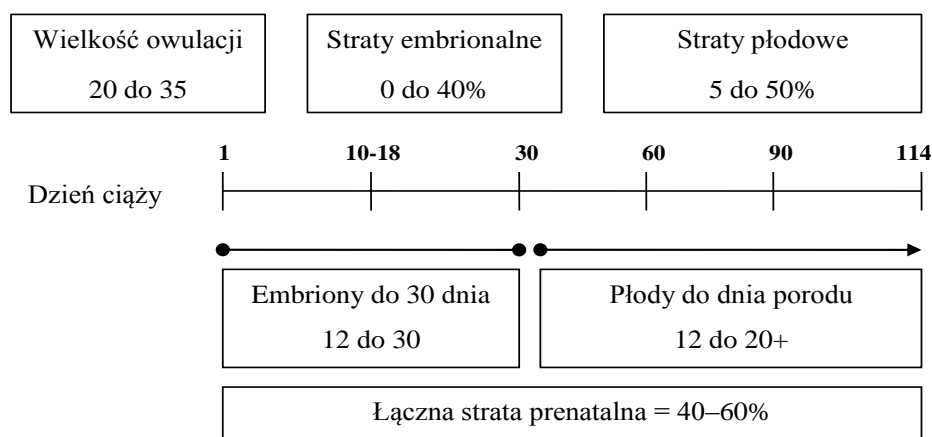 Wielkość owulacji
20 do 35
Straty embrionalne
0 do 40%
Straty płodowe
5 do 50%
1 10-18 30 60 90 114
Dzień ciąży
Embriony do 30 dnia
12 do 30
Płody do dnia porodu
12 do 20+
Łączna strata prenatalna = 40–60%